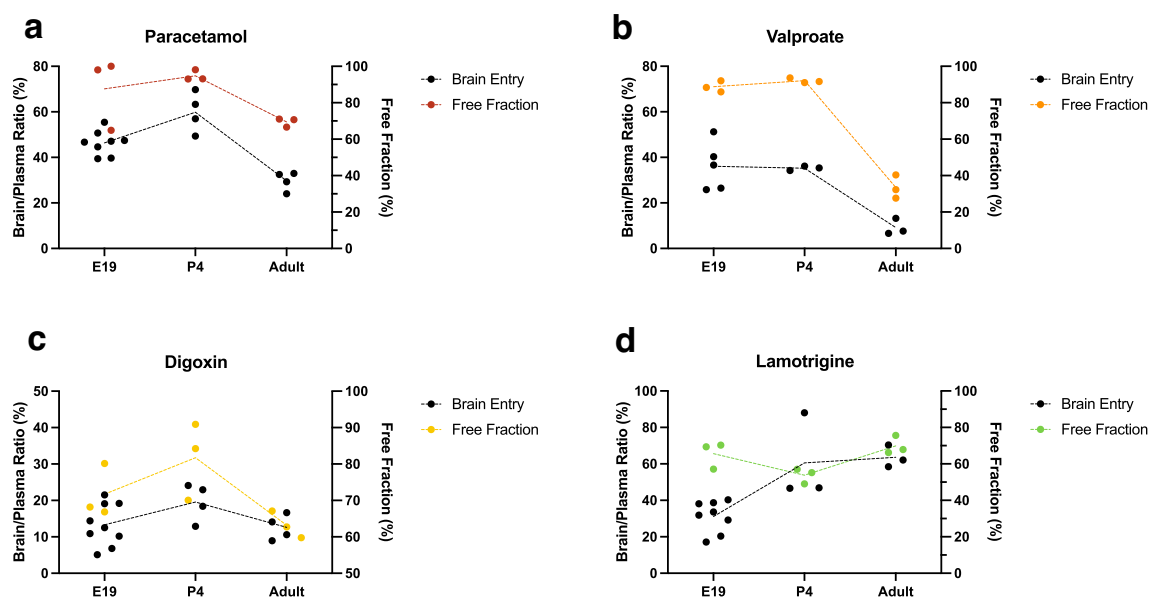 a
Paracetamol
Brain/Plasma Ratio (%)
80
60
40
20
0
100
80
60
40
20
0
Free Fraction (%)
E19 P4 Adult
Brain Entry
Free Fraction
b
Valproate
Brain/Plasma Ratio (%)
80
60
40
20
0
100
80
60
40
20
0
Free Fraction (%)
E19 P4 Adult
Brain Entry
Free Fraction
c
Digoxin
Brain/Plasma Ratio (%)
50
40
30
20
10
0
100
90
80
70
60
50
Free Fraction (%)
E19 P4 Adult
Brain Entry
Free Fraction
d
Lamotrigine
Brain/Plasma Ratio (%)
100
80
60
40
20
0
100
80
60
40
20
0
Free Fraction (%)
E19 P4 Adult
Brain Entry
Free Fraction